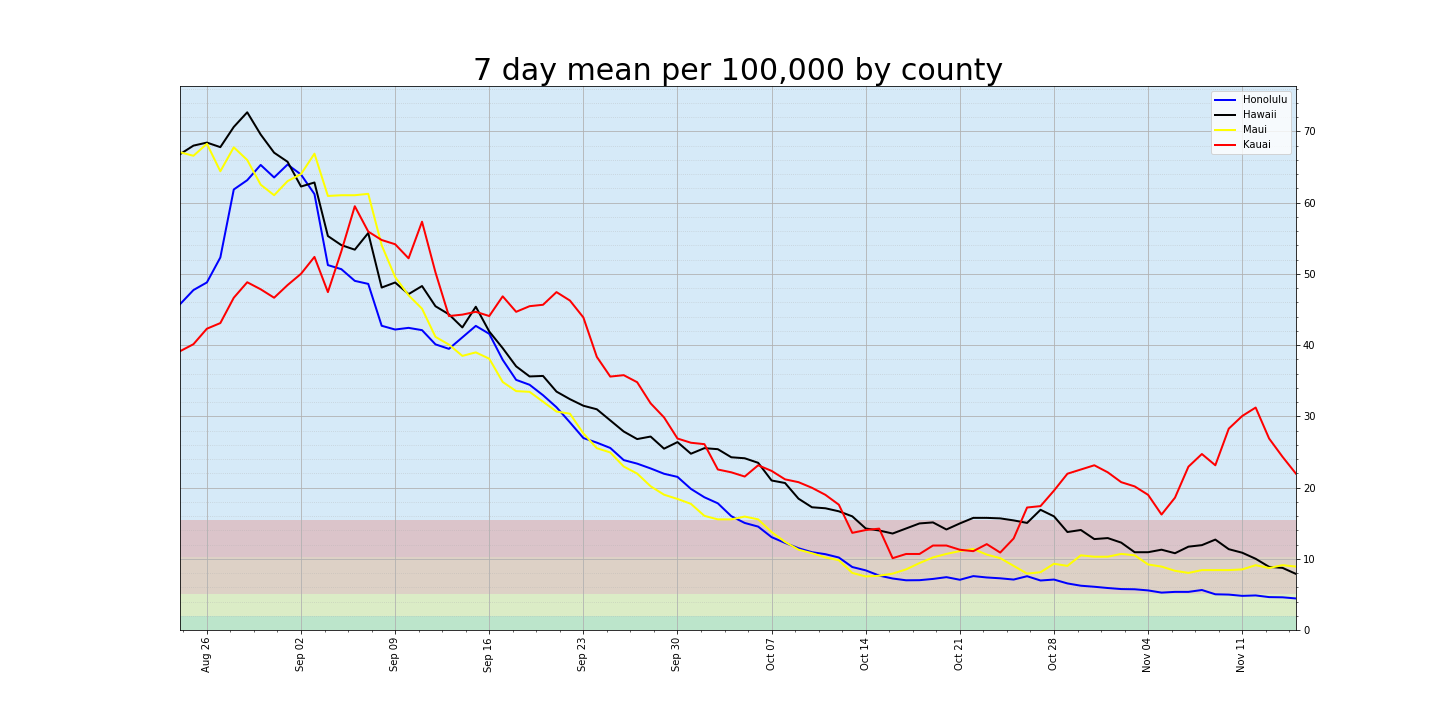 7 day mean per 100,000 by county
Honolulu
Hawaii
Maui
Kauai
70
60
50
40
30
20
10
0
Aug 26
Sep 02
Sep 09
Sep 16
Sep 23
Sep 30
Oct 07
Oct 14
Oct 21
Oct 28
Nov 04
Nov 11